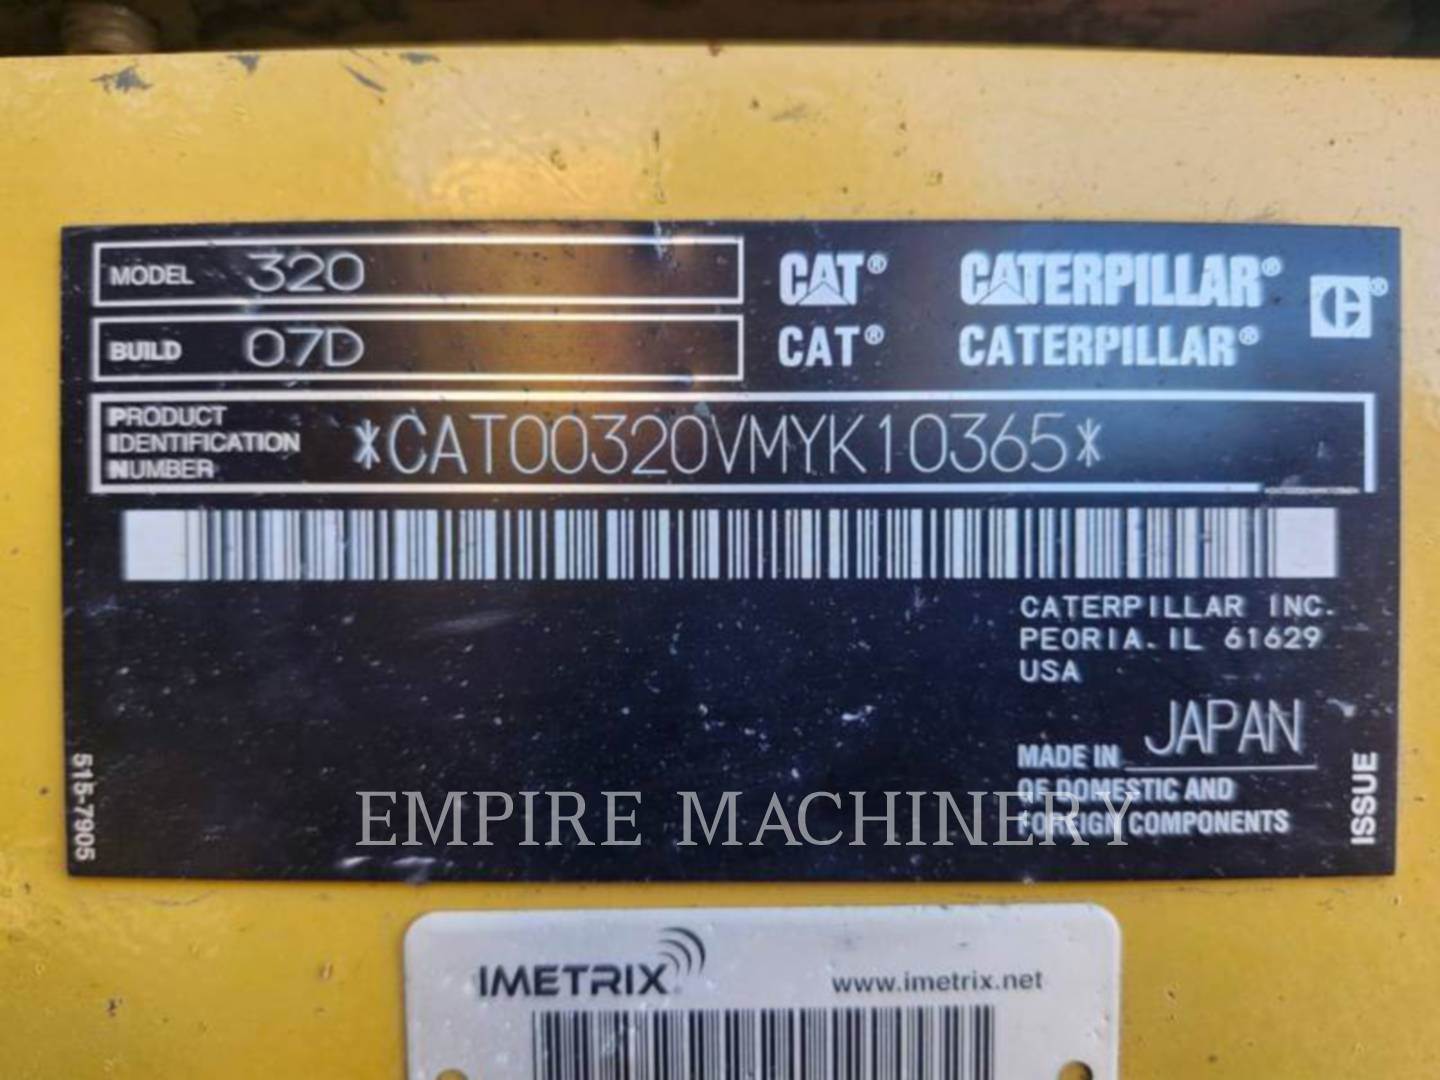 MODEL 320
BUILD 07D
CAT® CATERPILLAR®
CAT® CATERPILLAR®
C®
PRODUCT
IDENTIFICATION
NUMBER
*CAT00320VMYK10365*
CATERPILLAR INC.
PEORIA. IL 61629
USA
MADE IN JAPAN
OF DOMESTIC AND
FOREIGN COMPONENTS
ISSUE
515-7905
EMPIRE MACHINERY
IMETRIX www.imetrix.net